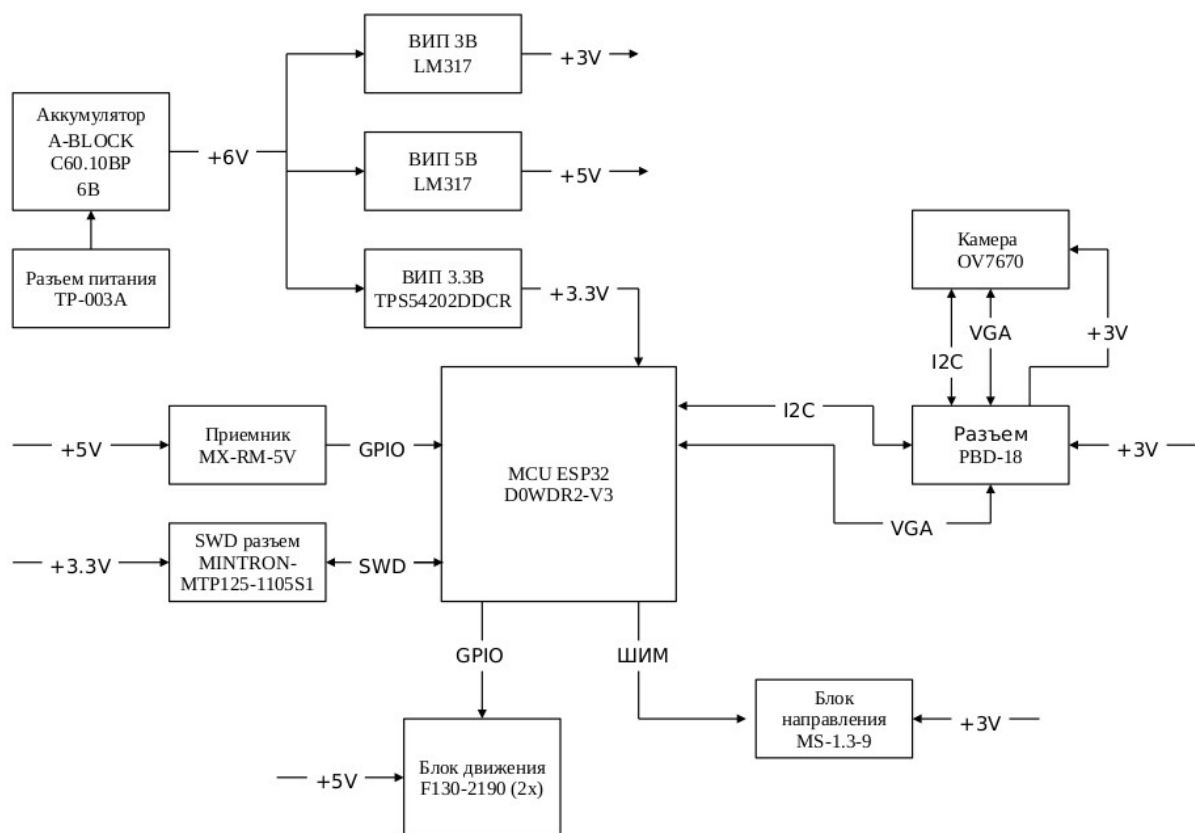 ВИП 3В
LM317
+3V
Аккумулятор
A-BLOCK
C60.10BP
6В
+6V
ВИП 5В
LM317
+5V
Разъем питания
TP-003A
ВИП 3.3В
TPS54202DDCR
+3.3V
Камера
OV7670
I2C
VGA
+3V
+5V
Приемник
MX-RM-5V
GPIO
MCU ESP32
D0WDR2-V3
I2C
VGA
Разъем
PBD-18
+3V
+3.3V
SWD разъем
MINTRON-
MTP125-1105S1
SWD
GPIO
ШИМ
Блок
направления
MS-1.3-9
+3V
+5V
Блок движения
F130-2190 (2x)